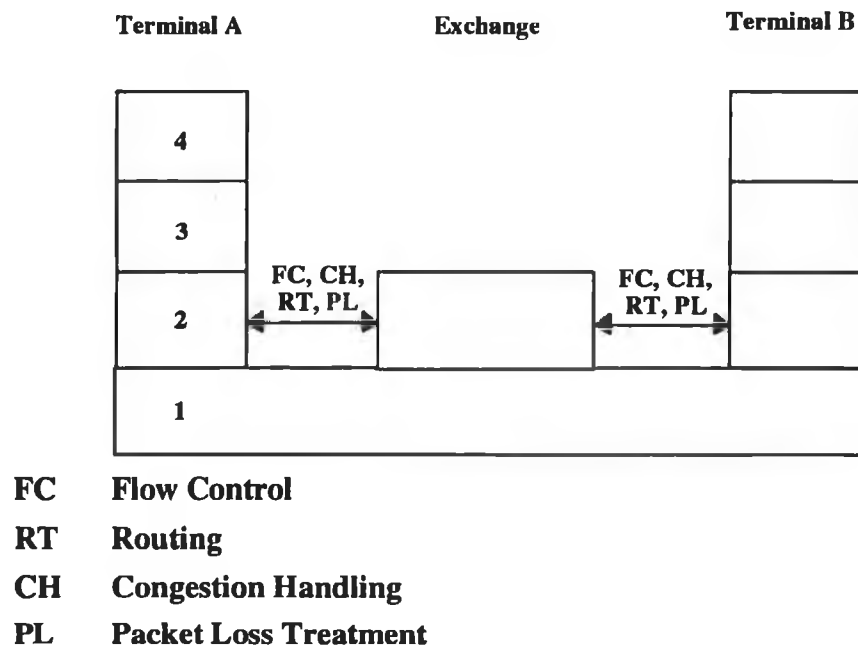 Terminal A Exchange Terminal B
4
3
FC, CH,
RT, PL
FC, CH,
RT, PL
2
1
FC Flow Control
RT Routing
CH Congestion Handling
PL Packet Loss Treatment